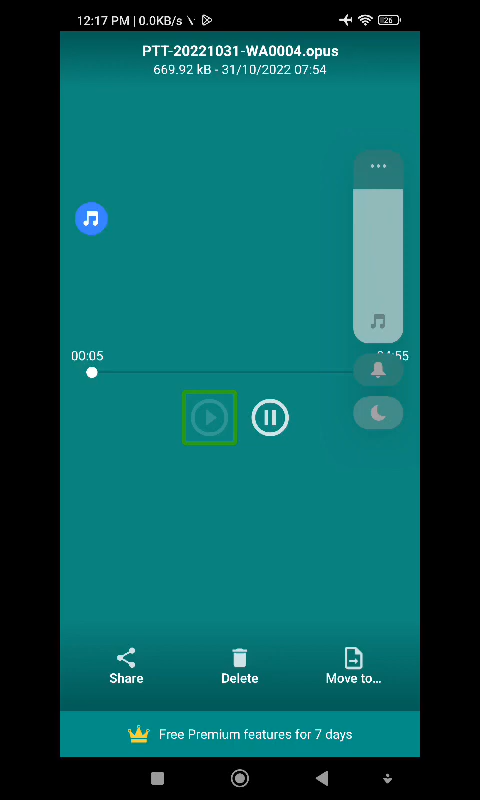 12:17 PM | 0.0KB/s
26
PTT-20221031-WA0004.opus
669.92 kB - 31/10/2022 07:54
00:05
Share
Delete
Move to...
Free Premium features for 7 days